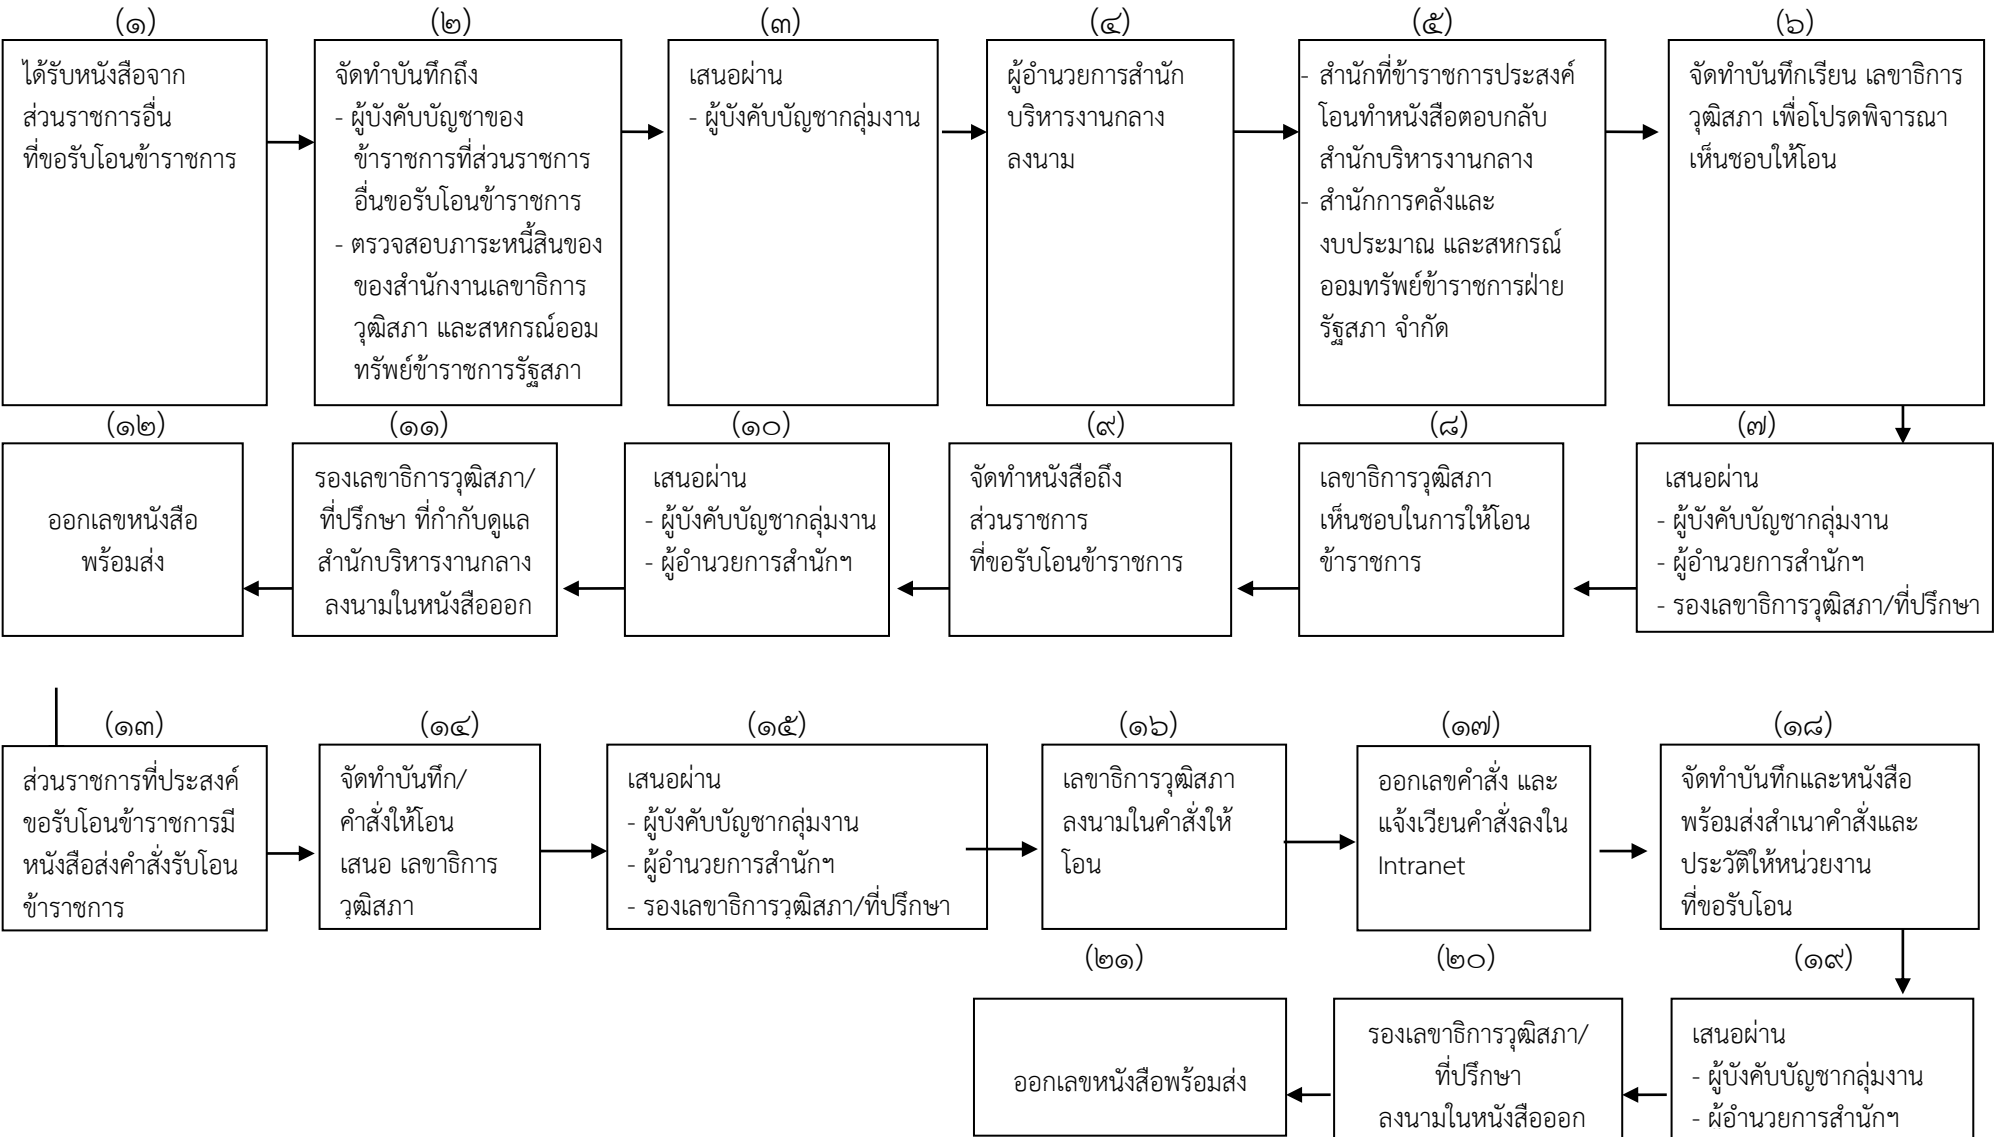 (๑)
ได้รับหนังสือจาก
ส่วนราชการอื่น
ที่ขอรับโอนข้าราชการ
(๒)
จัดทำบันทึกถึง
- ผู้บังคับบัญชาของ
ข้าราชการที่ส่วนราชการ
อื่นขอรับโอนข้าราชการ
- ตรวจสอบภาระหนี้สินของ
ของสำนักงานเลขาธิการ
วุฒิสภา และสหกรณ์ออม
ทรัพย์ข้าราชการรัฐสภา
(๓)
เสนอผ่าน
- ผู้บังคับบัญชากลุ่มงาน
(๔)
ผู้อำนวยการสำนัก
บริหารงานกลาง
ลงนาม
(๕)
- สำนักที่ข้าราชการประสงค์
โอนทำหนังสือตอบกลับ
สำนักบริหารงานกลาง
- สำนักการคลังและ
งบประมาณ และสหกรณ์
ออมทรัพย์ข้าราชการฝ่าย
รัฐสภา จำกัด
(๖)
จัดทำบันทึกเรียน เลขาธิการ
วุฒิสภา เพื่อโปรดพิจารณา
เห็นชอบให้โอน
(๗)
เสนอผ่าน
- ผู้บังคับบัญชากลุ่มงาน
- ผู้อำนวยการสำนักฯ
- รองเลขาธิการวุฒิสภา/ที่ปรึกษา
(๘)
เลขาธิการวุฒิสภา
เห็นชอบในการให้โอน
ข้าราชการ
(๙)
จัดทำหนังสือถึง
ส่วนราชการ
ที่ขอรับโอนข้าราชการ
(๑๐)
เสนอผ่าน
- ผู้บังคับบัญชากลุ่มงาน
- ผู้อำนวยการสำนักฯ
(๑๑)
รองเลขาธิการวุฒิสภา/
ที่ปรึกษา ที่กำกับดูแล
สำนักบริหารงานกลาง
ลงนามในหนังสือออก
(๑๒)
ออกเลขหนังสือ
พร้อมส่ง
(๑๓)
ส่วนราชการที่ประสงค์
ขอรับโอนข้าราชการมี
หนังสือส่งคำสั่งรับโอน
ข้าราชการ
(๑๔)
จัดทำบันทึก/
คำสั่งให้โอน
เสนอ เลขาธิการ
วุฒิสภา
(๑๕)
เสนอผ่าน
- ผู้บังคับบัญชากลุ่มงาน
- ผู้อำนวยการสำนักฯ
- รองเลขาธิการวุฒิสภา/ที่ปรึกษา
(๑๖)
เลขาธิการวุฒิสภา
ลงนามในคำสั่งให้
โอน
(๑๗)
ออกเลขคำสั่ง และ
แจ้งเวียนคำสั่งลงใน
Intranet
(๑๘)
จัดทำบันทึกและหนังสือ
พร้อมส่งสำเนาคำสั่งและ
ประวัติให้หน่วยงาน
ที่ขอรับโอน
(๑๙)
เสนอผ่าน
- ผู้บังคับบัญชากลุ่มงาน
- ผู้อำนวยการสำนักฯ
(๒๐)
รองเลขาธิการวุฒิสภา/
ที่ปรึกษา
ลงนามในหนังสือออก
(๒๑)
ออกเลขหนังสือพร้อมส่ง